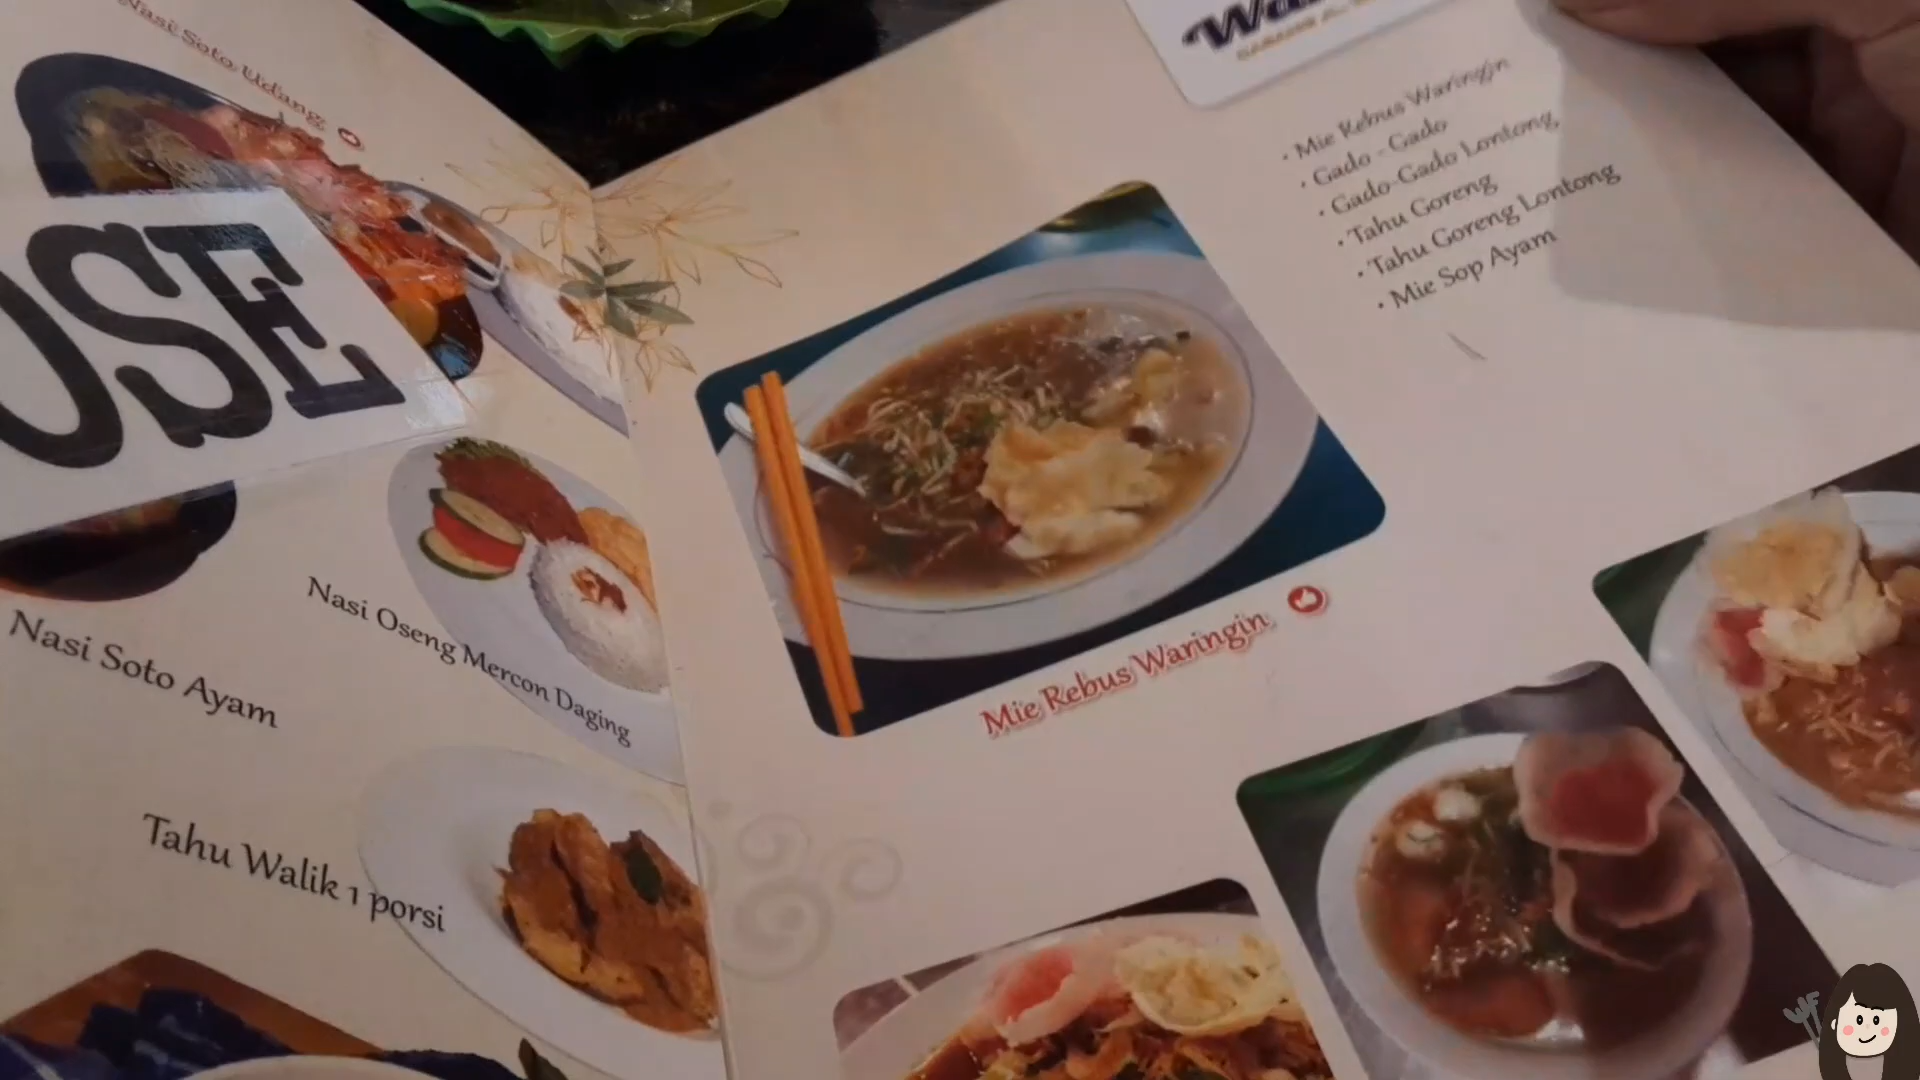 Nasi Soto Udang
OSE
Nasi Soto Ayam
Nasi Oseng Mercon Daging
Tahu Walik 1 porsi
• Mie Rebus Waringin
• Gado - Gado
• Gado-Gado Lontong
• Tahu Goreng
• Tahu Goreng Lontong
• Mie Sop Ayam
Mie Rebus Waringin